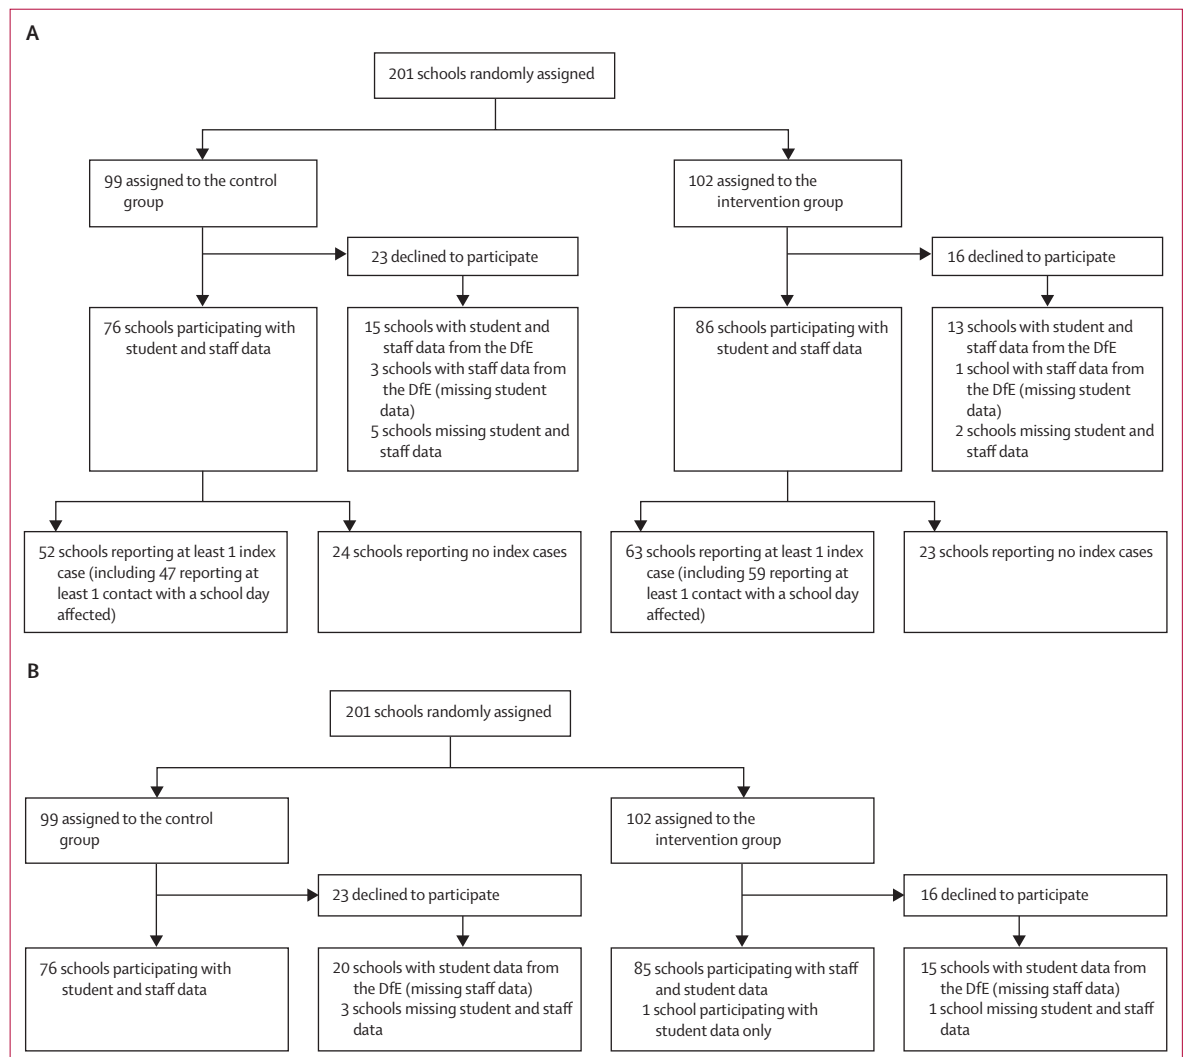 A
201 schools randomly assigned
99 assigned to the control
group
102 assigned to the
intervention group
23 declined to participate
16 declined to participate
76 schools participating with
student and staff data
15 schools with student and
staff data from the DfE
3 schools with staff data from
the DfE (missing student
data)
5 schools missing student and
staff data
86 schools participating with
student and staff data
13 schools with student and
staff data from the DfE
1 school with staff data from
the DfE (missing student
data)
2 schools missing student and
staff data
52 schools reporting at least 1 index
case (including 47 reporting at
least 1 contact with a school day
affected)
24 schools reporting no index cases
63 schools reporting at least 1 index
case (including 59 reporting at
least 1 contact with a school day
affected)
23 schools reporting no index cases
B
201 schools randomly assigned
99 assigned to the control
group
102 assigned to the
intervention group
23 declined to participate
16 declined to participate
76 schools participating with
student and staff data
20 schools with student data from
the DfE (missing staff data)
3 schools missing student and staff
data
85 schools participating with staff
and student data
1 school participating with
student data only
15 schools with student data from
the DfE (missing staff data)
1 school missing student and staff
data